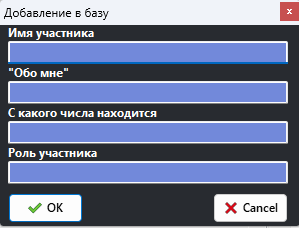 Добавление в базу
Имя участника
"Обо мне"
С какого числа находится
Роль участника
OK
Cancel